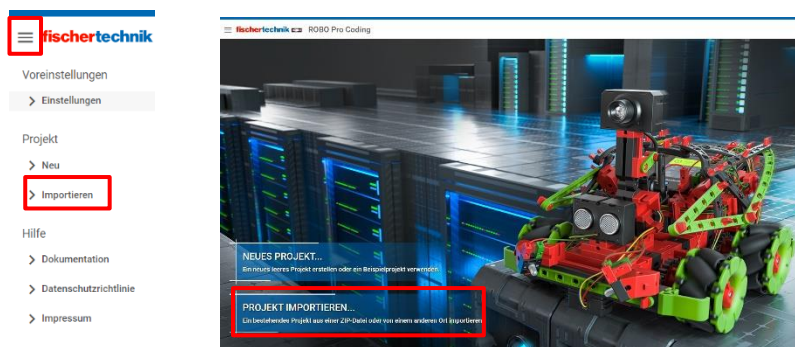 fischertechnik
Voreinstellungen
Einstellungen
Projekt
Neu
Importieren
Hilfe
Dokumentation
Datenschutzrichtlinie
Impressum
fischertechnik ROBO Pro Coding
NEUES PROJEKT...
Ein neues leeres Projekt erstellen oder ein Beispielprojekt verwenden
PROJEKT IMPORTIEREN...
Ein bestehendes Projekt aus einer ZIP-Datei oder von einem anderen Ort importieren